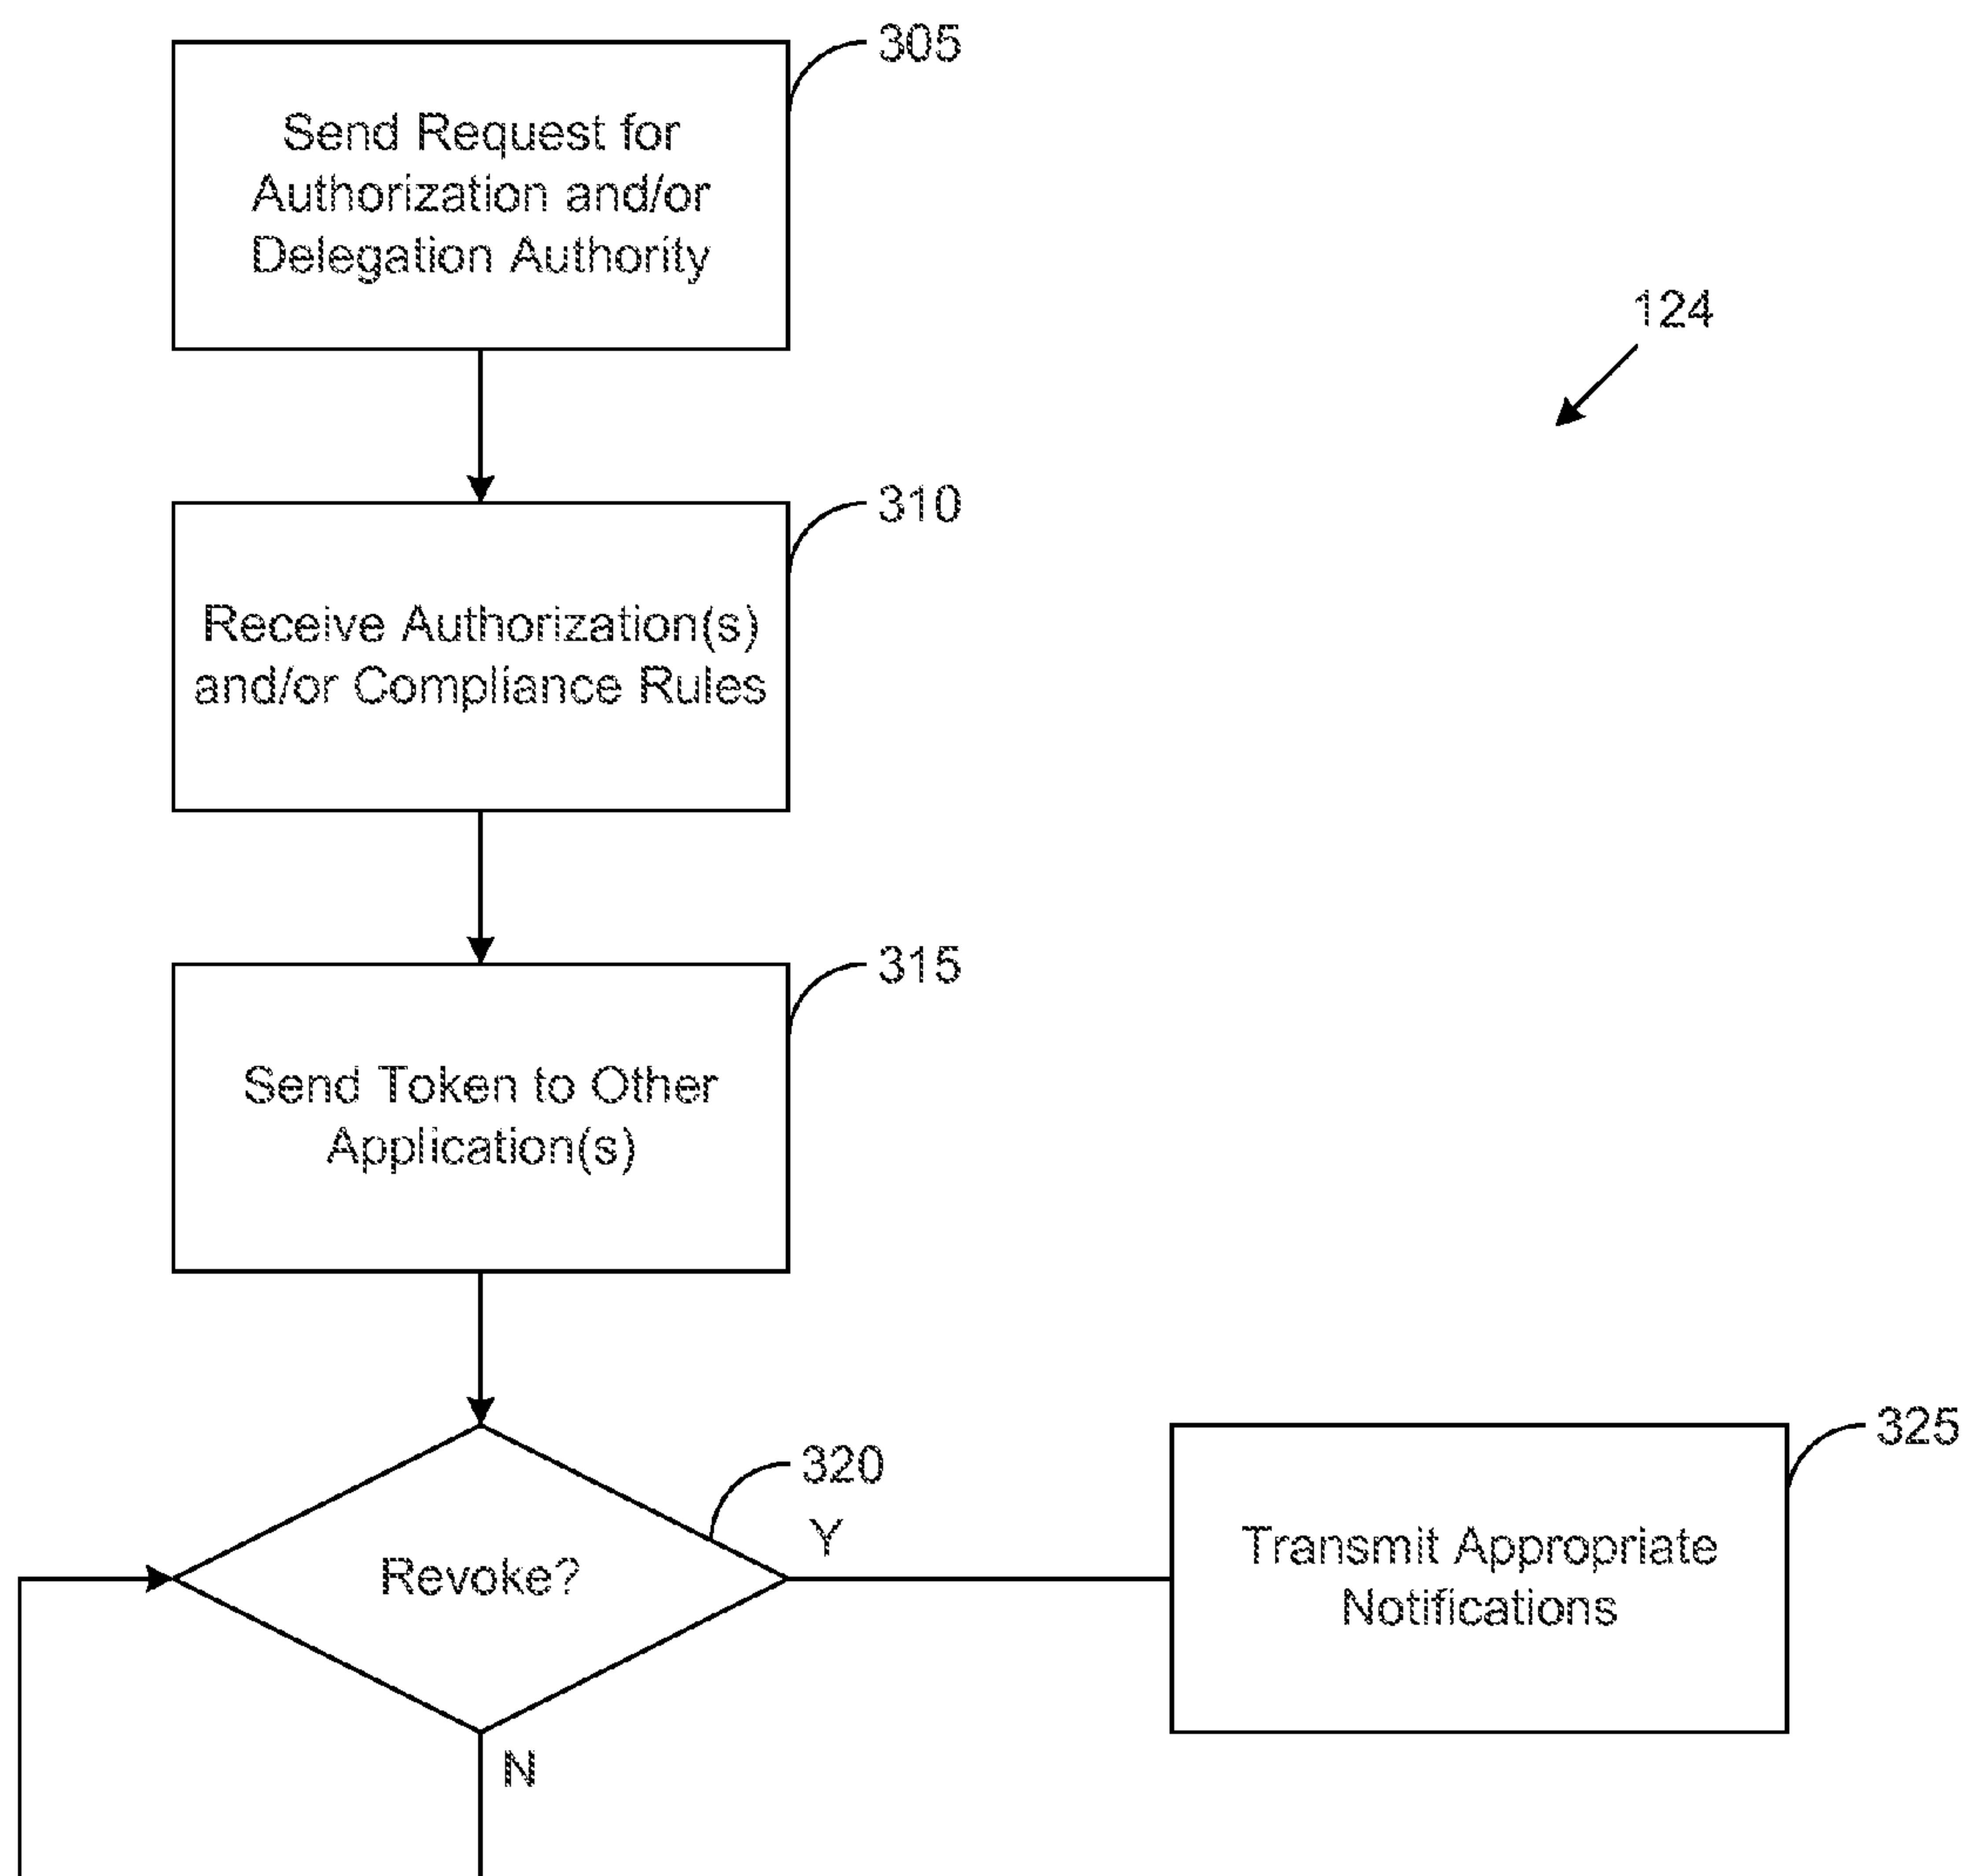 305
Send Request for
Authorization and/or
Delegation Authority
124
310
Receive Authorization(s)
and/or Compliance Rules
315
Send Token to Other
Application(s)
320
Y
Revoke?
N
325
Transmit Appropriate
Notifications